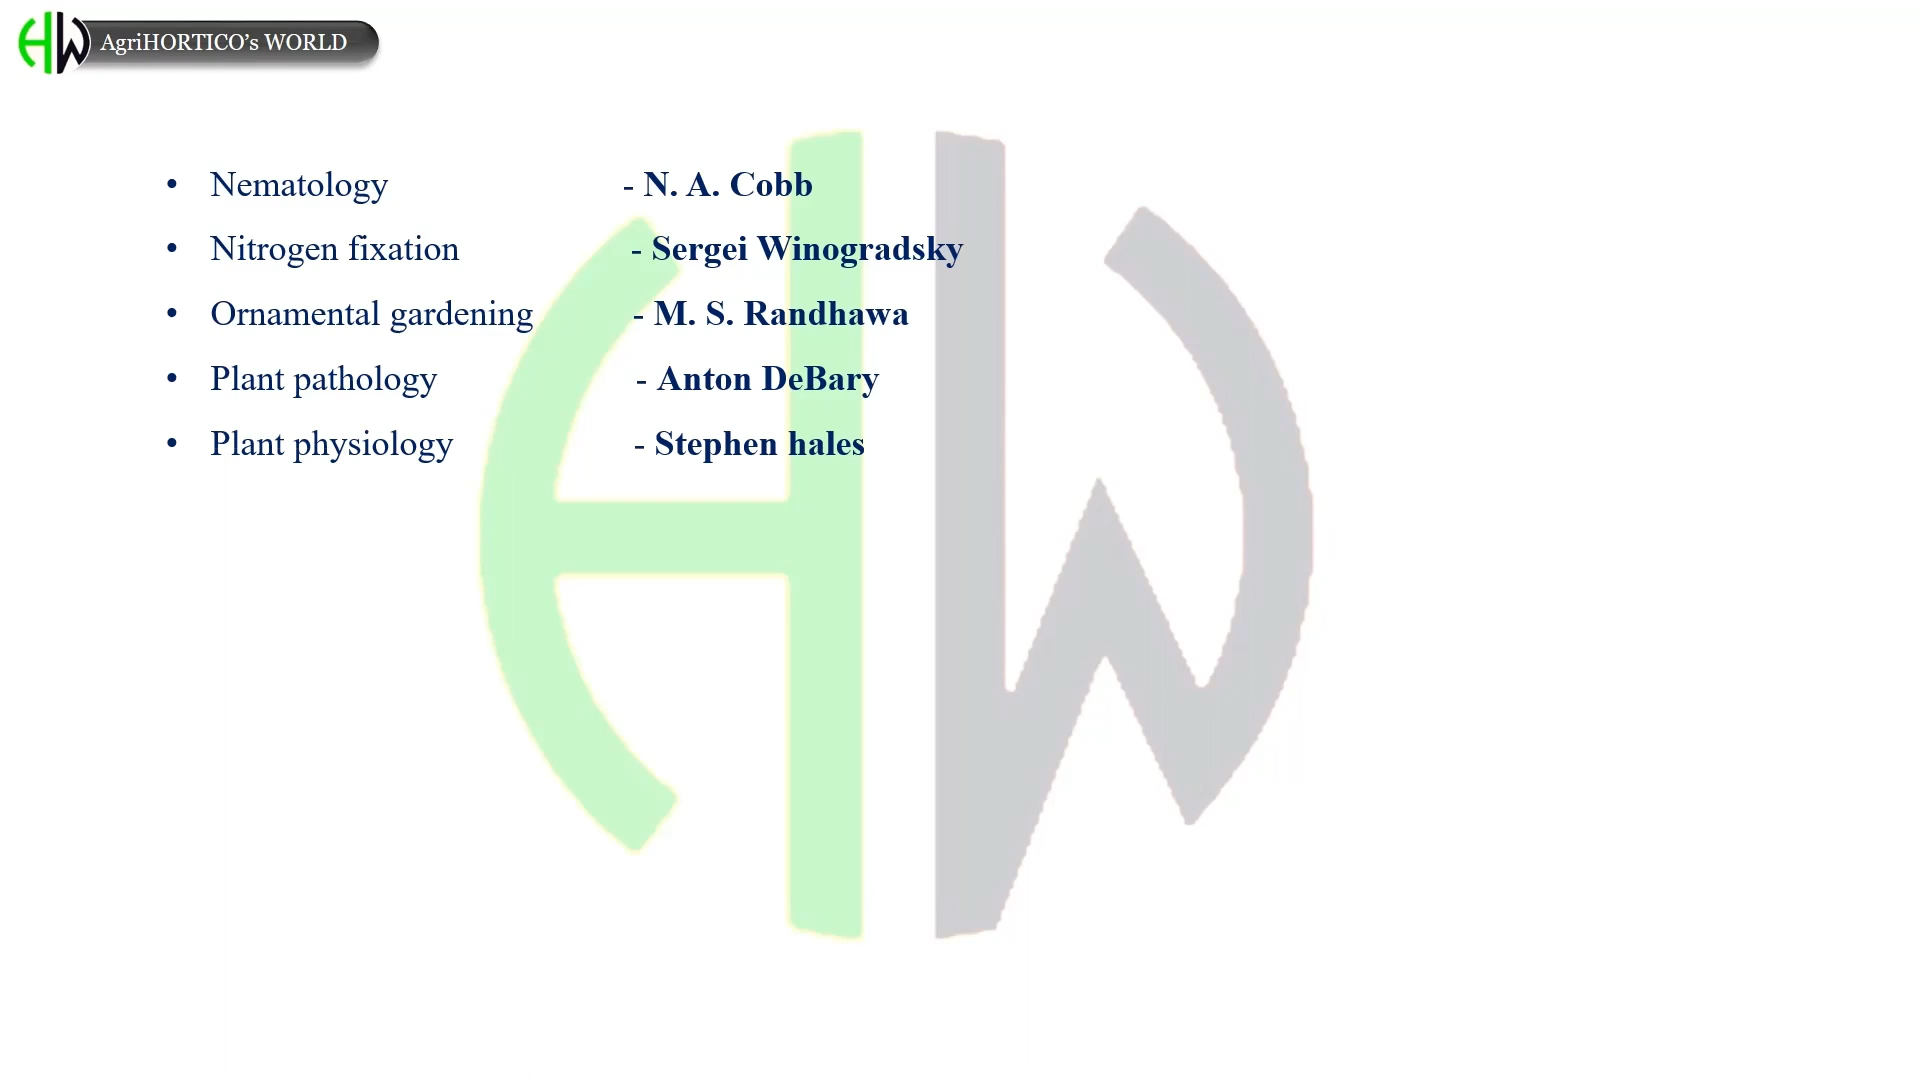 AgriHORTICO’s WORLD
• Nematology - N. A. Cobb
• Nitrogen fixation - Sergei Winogradsky
• Ornamental gardening - M. S. Randhawa
• Plant pathology - Anton DeBary
• Plant physiology - Stephen hales